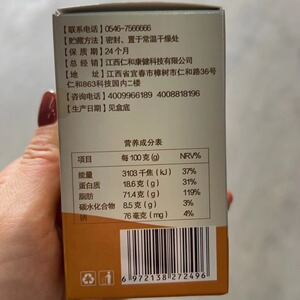 【联系电话】 0546-7566666
【贮藏方法】 密封、置于常温干燥处
【保 质 期】 24个月
【总 经 销】 江西仁和康健科技有限公司
【地 址】 江西省宜春市樟树市仁和路36号
仁和863科技园内二楼
【咨询电话】 4009966189 4008818196
【生产日期】 见盒底
营养成分表
项目 每100克(g) NRV%
能量 3103千焦(kJ) 37%
蛋白质 18.6克(g) 31%
脂肪 71.4克(g) 119%
碳水化合物 8.5克(g) 3%
钠 76毫克(mg) 4%
6 972138 272496